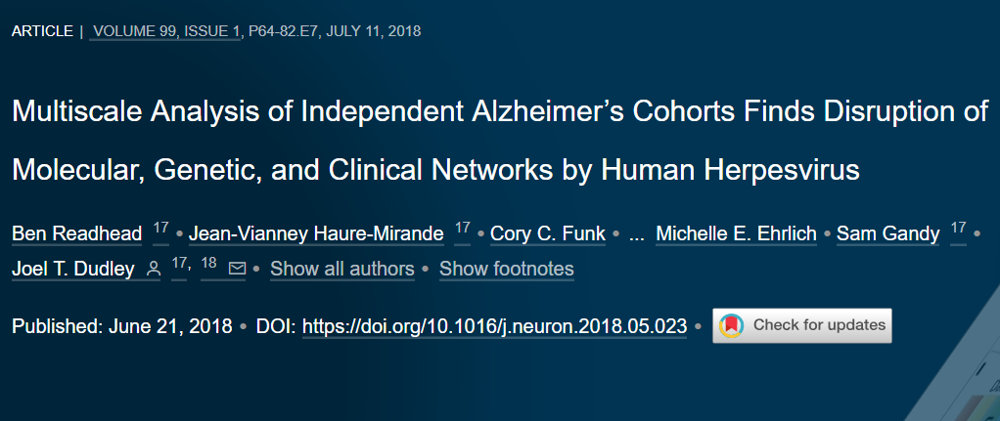 ARTICLE | VOLUME 99, ISSUE 1, P64-82.E7, JULY 11, 2018
Multiscale Analysis of Independent Alzheimer's Cohorts Finds Disruption of
Molecular, Genetic, and Clinical Networks by Human Herpesvirus
Ben Readhead 17 • Jean-Vianney Haure-Mirande 17 • Cory C. Funk • ... Michelle E. Ehrlich • Sam Gandy 17 •
Joel T. Dudley 17, 18 • Show all authors • Show footnotes
Published: June 21, 2018 • DOI: https://doi.org/10.1016/j.neuron.2018.05.023 • Check for updates